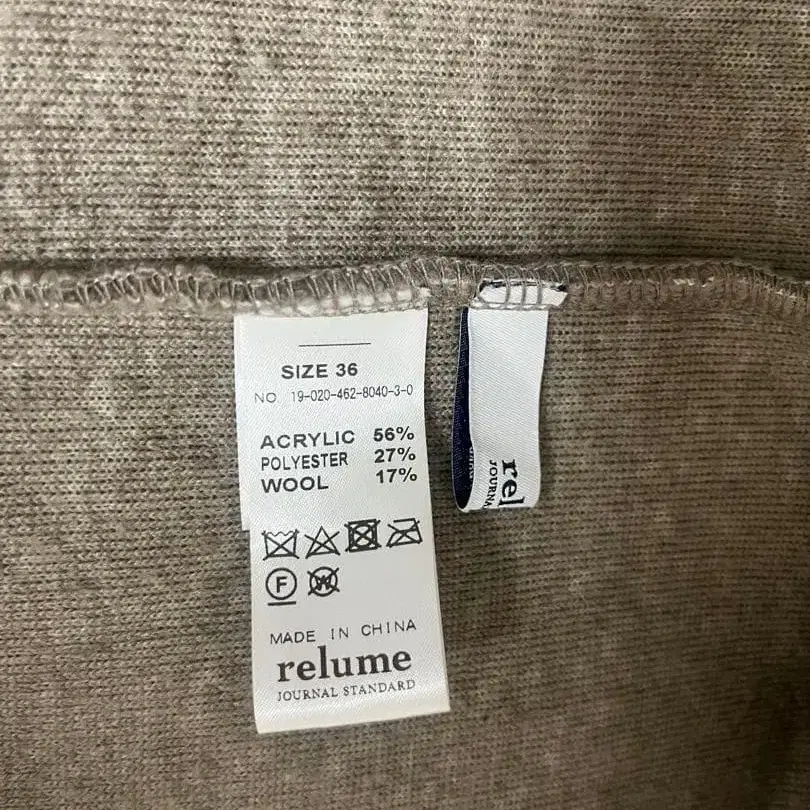 SIZE 36
NO 19-020-462-8040-3-0
ACRYLIC 56%
POLYESTER 27%
WOOL 17%
F
W
MADE IN CHINA
relume
JOURNAL STANDARD
rel
JOURNA